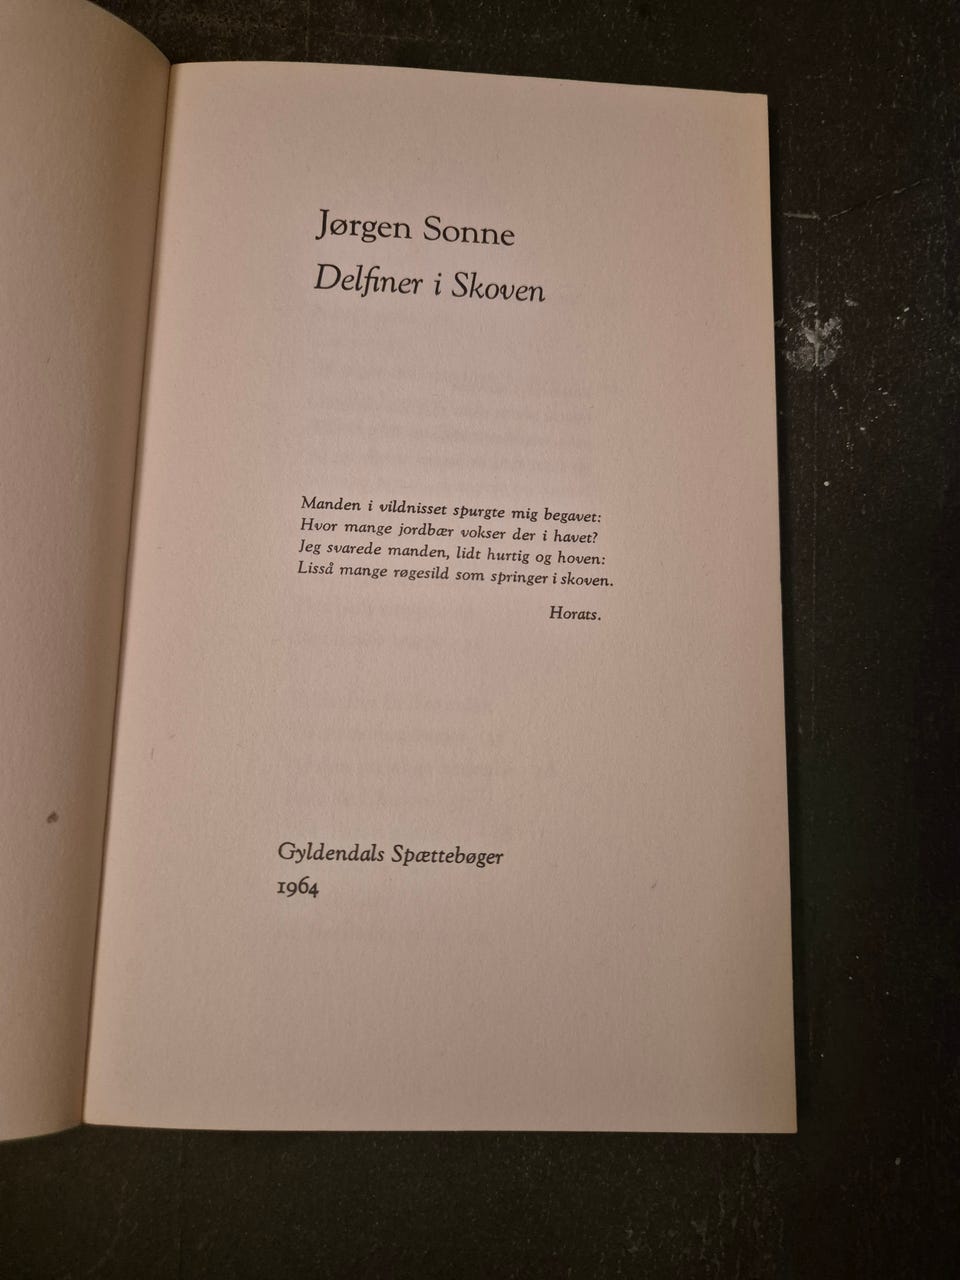 Jørgen Sonne
Delfiner i Skoven
Manden i vildnisset spurgte mig begavet:
Hvor mange jordbær vokser der i havet?
Jeg svarede manden, lidt hurtig og hoven:
Lisså mange røgesild som springer i skoven.
Horats.
Gyldendals Spættebøger
1964